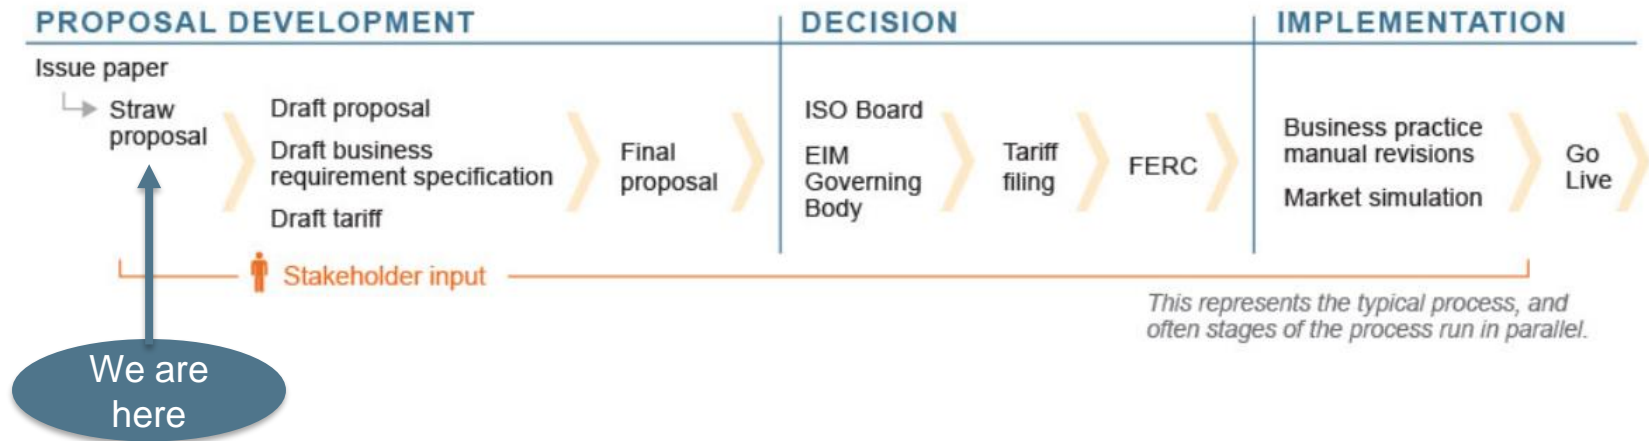 PROPOSAL DEVELOPMENT
DECISION
IMPLEMENTATION
Issue paper
Straw
proposal
Draft proposal
Draft business
requirement specification
Draft tariff
Final
proposal
ISO Board
EIM
Governing
Body
Tariff
filing
FERC
Business practice
manual revisions
Market simulation
Go
Live
Stakeholder input
This represents the typical process, and
often stages of the process run in parallel.
We are
here